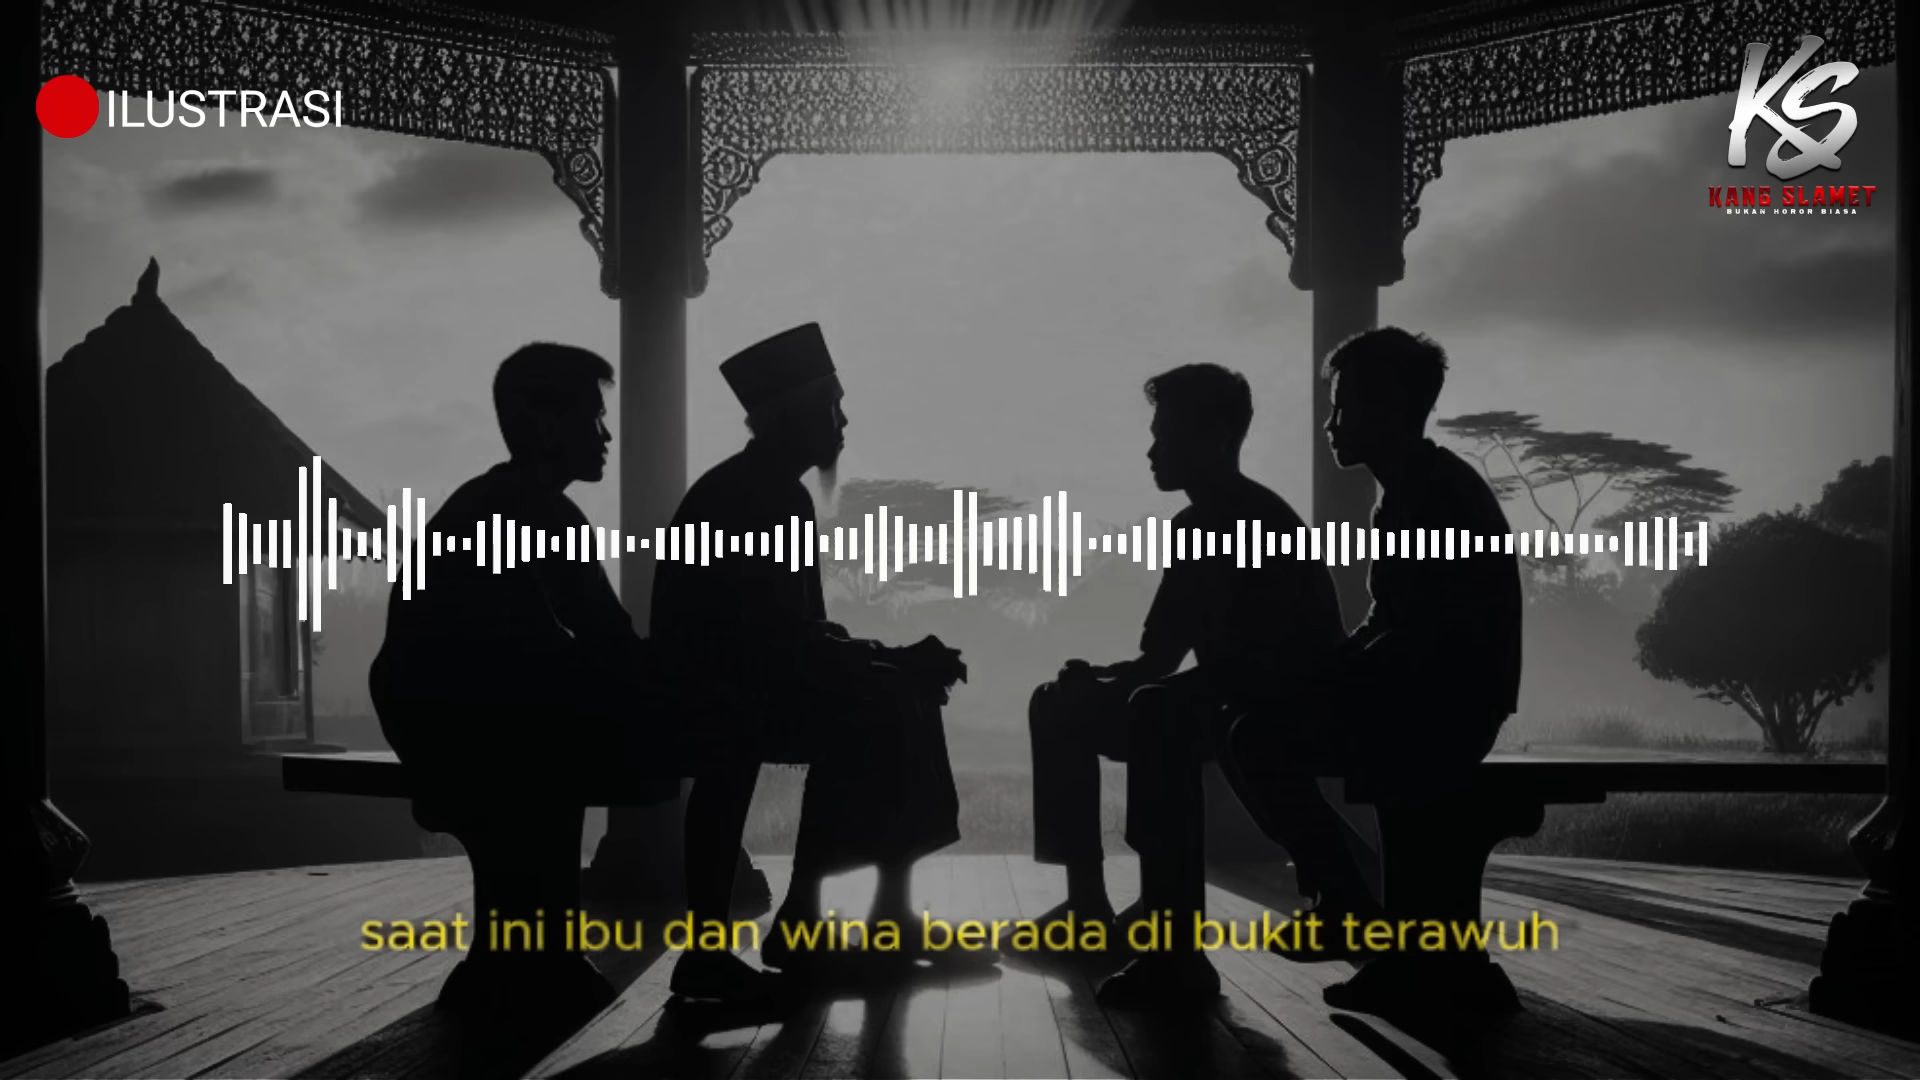 ILUSTRASI
KS
KANG SLAMET
BUKAN HOROR BIASA
saat ini ibu dan wina berada di bukit terawuh